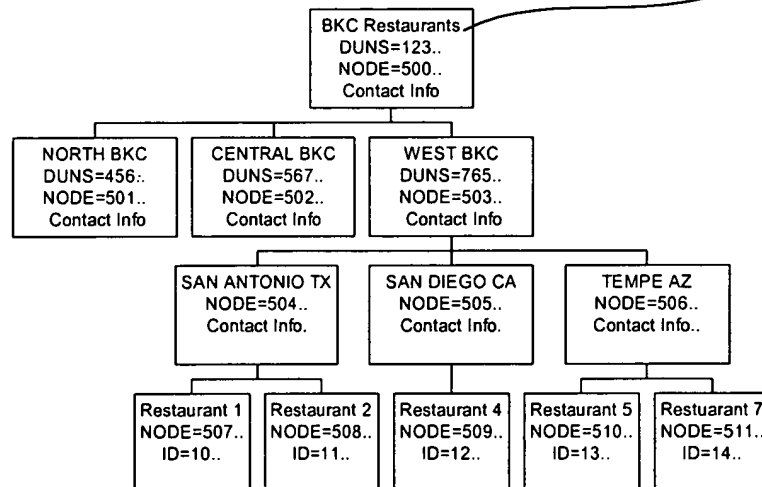 BKC Restaurants
DUNS=123..
NODE=500..
Contact Info
NORTH BKC
DUNS=456..
NODE=501..
Contact Info
CENTRAL BKC
DUNS=567..
NODE=502..
Contact Info
WEST BKC
DUNS=765..
NODE=503..
Contact Info
SAN ANTONIO TX
NODE=504..
Contact Info.
SAN DIEGO CA
NODE=505..
Contact Info.
TEMPE AZ
NODE=506..
Contact Info..
Restaurant 1
NODE=507..
ID=10..
Restaurant 2
NODE=508..
ID=11..
Restaurant 4
NODE=509..
ID=12..
Restaurant 5
NODE=510..
ID=13..
Restuarant 7
NODE=511..
ID=14..